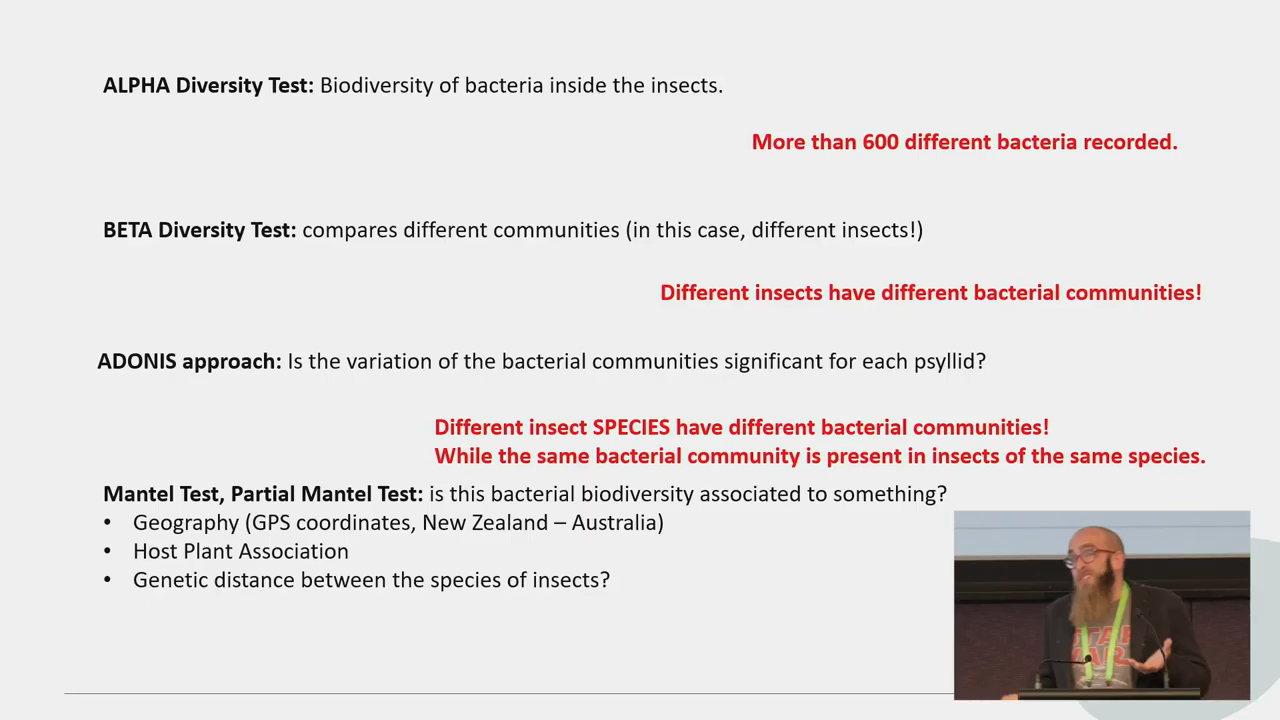 ALPHA Diversity Test: Biodiversity of bacteria inside the insects.
More than 600 different bacteria recorded.
BETA Diversity Test: compares different communities (in this case, different insects!)
Different insects have different bacterial communities!
ADONIS approach: Is the variation of the bacterial communities significant for each psyllid?
Different insect SPECIES have different bacterial communities!
While the same bacterial community is present in insects of the same species.
Mantel Test, Partial Mantel Test: is this bacterial biodiversity associated to something?
• Geography (GPS coordinates, New Zealand – Australia)
• Host Plant Association
• Genetic distance between the species of insects?